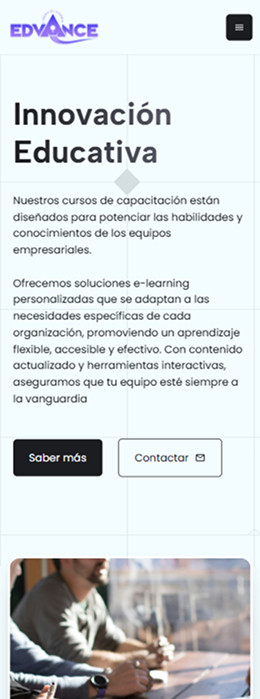 EDVANCE
Innovación
Educativa
Nuestros cursos de capacitación están
diseñados para potenciar las habilidades y
conocimientos de los equipos
empresariales.
Ofrecemos soluciones e-learning
personalizadas que se adaptan a las
necesidades específicas de cada
organización, promoviendo un aprendizaje
flexible, accesible y efectivo. Con contenido
actualizado y herramientas interactivas,
aseguramos que tu equipo esté siempre a
la vanguardia
Saber más
Contactar